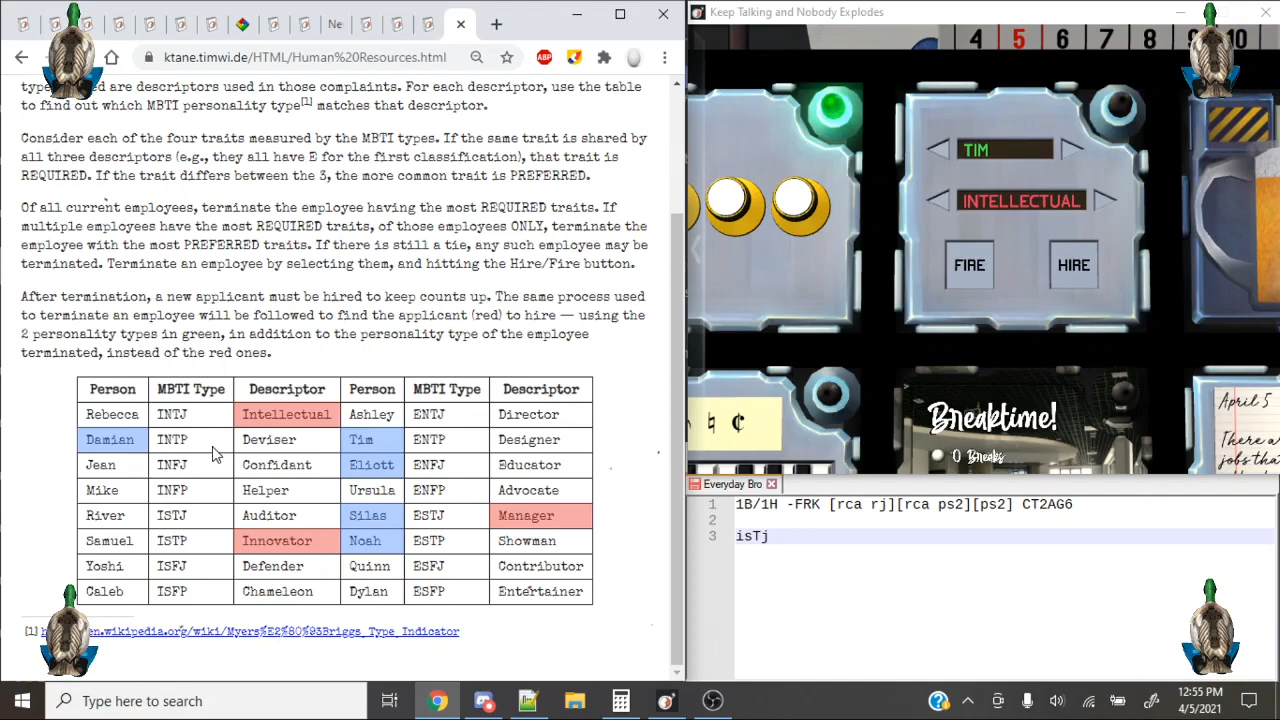 Ne
ktane.timwi.de/HTML/Human%20Resources.html
ABP
are descriptors used in those complaints. For each descriptor, use the table
to find out which MBTI personality type[1] matches that descriptor.
Consider each of the four traits measured by the MBTI types. If the same trait is shared by
all three descriptors (e.g., they all have E for the first classification), that trait is
REQUIRED. If the trait differs between the 3, the more common trait is PREFERRED.
Of all current employees, terminate the employee having the most REQUIRED traits. If
multiple employees have the most REQUIRED traits, of those employees ONLY, terminate the
employee with the most PREFERRED traits. If there is still a tie, any such employee may be
terminated. Terminate an employee by selecting them, and hitting the Hire/Fire button.
After termination, a new applicant must be hired to keep counts up. The same process used
to terminate an employee will be followed to find the applicant (red) to hire — using the
2 personality types in green, in addition to the personality type of the employee
terminated, instead of the red ones.
Person MBTI Type Descriptor Person MBTI Type Descriptor
Rebecca INTJ Intellectual Ashley ENTJ Director
Damian INTP Deviser Tim ENTP Designer
Jean INFJ Confidant Eliott ENFJ Educator
Mike INFP Helper Ursula ENFP Advocate
River ISTJ Auditor Silas ESTJ Manager
Samuel ISTP Innovator Noah ESTP Showman
Yoshi ISFJ Defender Quinn ESFJ Contributor
Caleb ISFP Chameleon Dylan ESFP Entertainer
[1] en.wikipedia.org/wiki/Myers%E2%80%93Briggs_Type_Indicator
Keep Talking and Nobody Explodes
4 5 6 7 8 9 10
TIM
INTELLECTUAL
FIRE HIRE
Breaktime!
0 Breaks
April 5
There a
jobs that
Everyday Bro
1 1B/1H -FRK [rca rj][rca ps2][ps2] CT2AG6
2
3 isTj
Type here to search
12:55 PM
4/5/2021